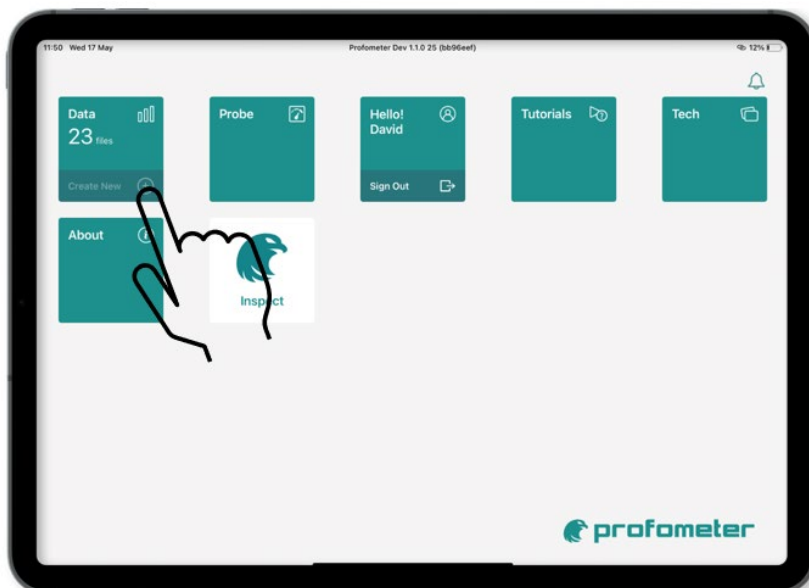 11:50 Wed 17 May
Profometer Dev 1.1.0 25 (bb96eef)
12%
Data
23 files
Create New
Probe
Hello!
David
Sign Out
Tutorials
Tech
About
Inspect
profometer